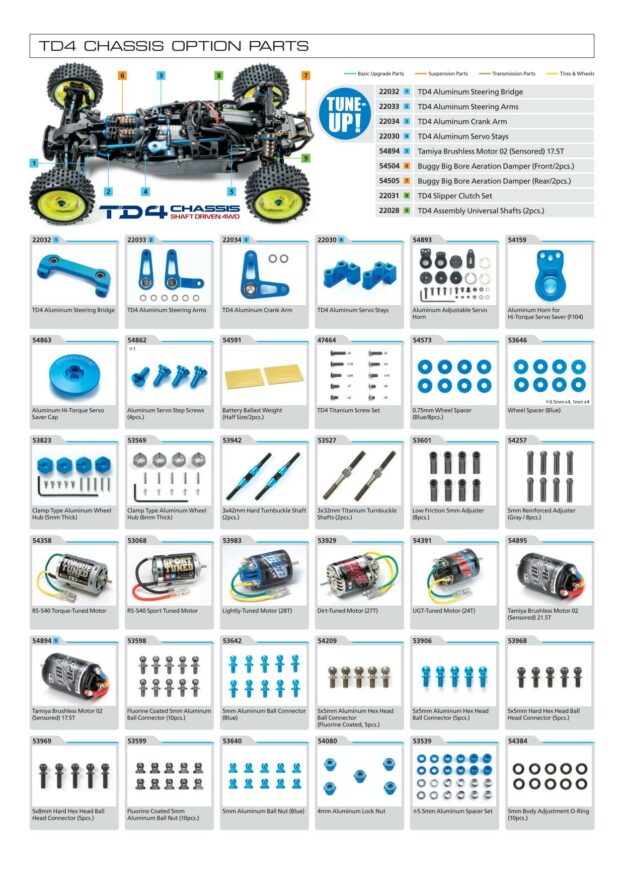 TD4 CHASSIS OPTION PARTS
Basic Upgrade Parts
Suspension Parts
Transmission Parts
Tires & Wheels
6
3
8
7
1
2
4
5
9
TD4 CHASSIS
SHAFT DRIVEN 4WD
TUNE-
UP!
22032 1 TD4 Aluminum Steering Bridge
22033 2 TD4 Aluminum Steering Arms
22034 3 TD4 Aluminum Crank Arm
22030 4 TD4 Aluminum Servo Stays
54894 5 Tamiya Brushless Motor 02 (Sensored) 17.5T
54504 6 Buggy Big Bore Aeration Damper (Front/2pcs.)
54505 7 Buggy Big Bore Aeration Damper (Rear/2pcs.)
22031 8 TD4 Slipper Clutch Set
22028 9 TD4 Assembly Universal Shafts (2pcs.)
22032 1
TD4 Aluminum Steering Bridge
22033 2
TD4 Aluminum Steering Arms
22034 3
TD4 Aluminum Crank Arm
22030 4
TD4 Aluminum Servo Stays
54893
Aluminum Adjustable Servo
Horn
54159
Aluminum Horn for
Hi-Torque Servo Saver (F104)
54863
Aluminum Hi-Torque Servo
Saver Cap
54862
※1
Aluminum Servo Step Screws
(4pcs.)
54591
Battery Ballast Weight
(Half Size/2pcs.)
47464
TD4 Titanium Screw Set
54573
0.75mm Wheel Spacer
(Blue/8pcs.)
53646
※0.5mm x4, 1mm x4
Wheel Spacer (Blue)
53823
Clamp Type Aluminum Wheel
Hub (5mm Thick)
53569
Clamp Type Aluminum Wheel
Hub (6mm Thick)
53942
3x42mm Hard Turnbuckle Shaft
(2pcs.)
53527
3x32mm Titanium Turnbuckle
Shafts (2pcs.)
53601
Low Friction 5mm Adjuster
(8pcs.)
54257
5mm Reinforced Adjuster
(Gray / 8pcs.)
54358
TORQUE
TUNED
RS-540 Torque-Tuned Motor
53068
SPORT
TUNED
RS-540 Sport Tuned Motor
53983
Lightly-Tuned Motor (28T)
53929
Dirt-Tuned Motor (27T)
54391
UGT-Tuned Motor (24T)
54895
Tamiya Brushless Motor 02
(Sensored) 21.5T
54894 5
Tamiya Brushless Motor 02
(Sensored) 17.5T
53598
Fluorine Coated 5mm Aluminum
Ball Connector (10pcs.)
53642
5mm Aluminum Ball Connector
(Blue)
54209
5x5mm Aluminum Hex Head
Ball Connector
(Fluorine Coated, 5pcs.)
53906
5x5mm Aluminum Hex Head
Ball Connector (5pcs.)
53968
5x5mm Hard Hex Head Ball
Head Connector (5pcs.)
53969
5x8mm Hard Hex Head Ball
Head Connector (5pcs.)
53599
Fluorine Coated 5mm
Aluminum Ball Nut (10pcs.)
53640
5mm Aluminum Ball Nut (Blue)
54080
4mm Aluminum Lock Nut
53539
φ5.5mm Aluminum Spacer Set
54384
5mm Body Adjustment O-Ring
(10pcs.)